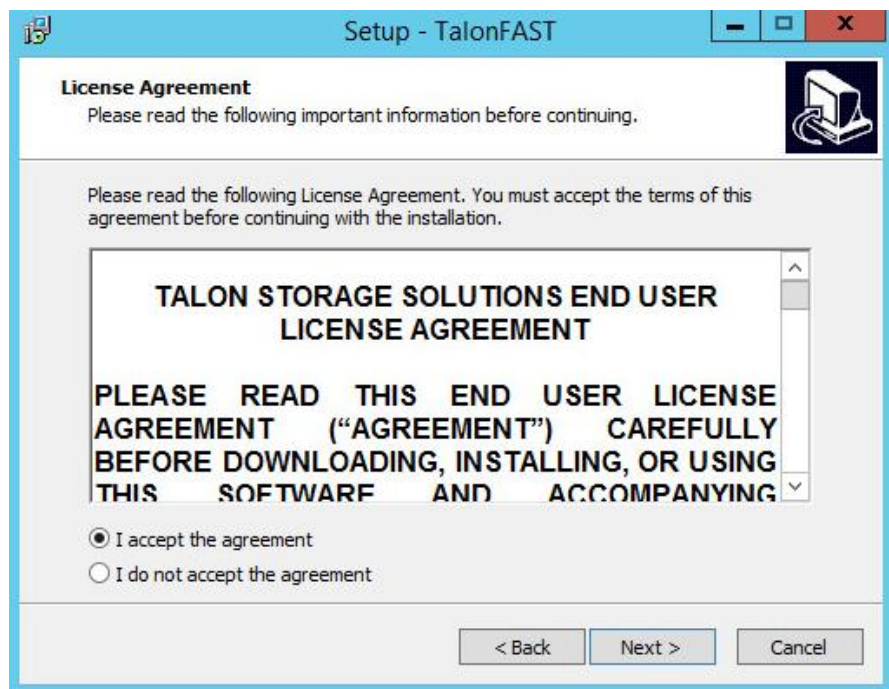 Setup - TalonFAST
License Agreement
Please read the following important information before continuing.
Please read the following License Agreement. You must accept the terms of this
agreement before continuing with the installation.
TALON STORAGE SOLUTIONS END USER
LICENSE AGREEMENT
PLEASE READ THIS END USER LICENSE
AGREEMENT (“AGREEMENT”) CAREFULLY
BEFORE DOWNLOADING, INSTALLING, OR USING
THIS SOFTWARE AND ACCOMPANYING
I accept the agreement
I do not accept the agreement
< Back Next > Cancel